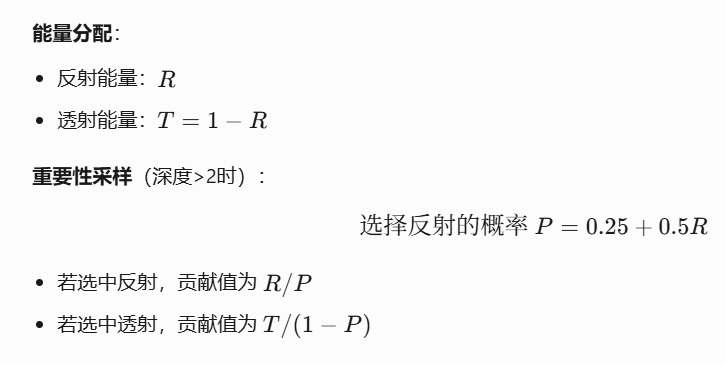 能量分配：
• 反射能量：R
• 透射能量：T = 1 − R
重要性采样（深度>2时）：
选择反射的概率 P = 0.25 + 0.5R
• 若选中反射，贡献值为 R/P
• 若选中透射，贡献值为 T/(1 − P)